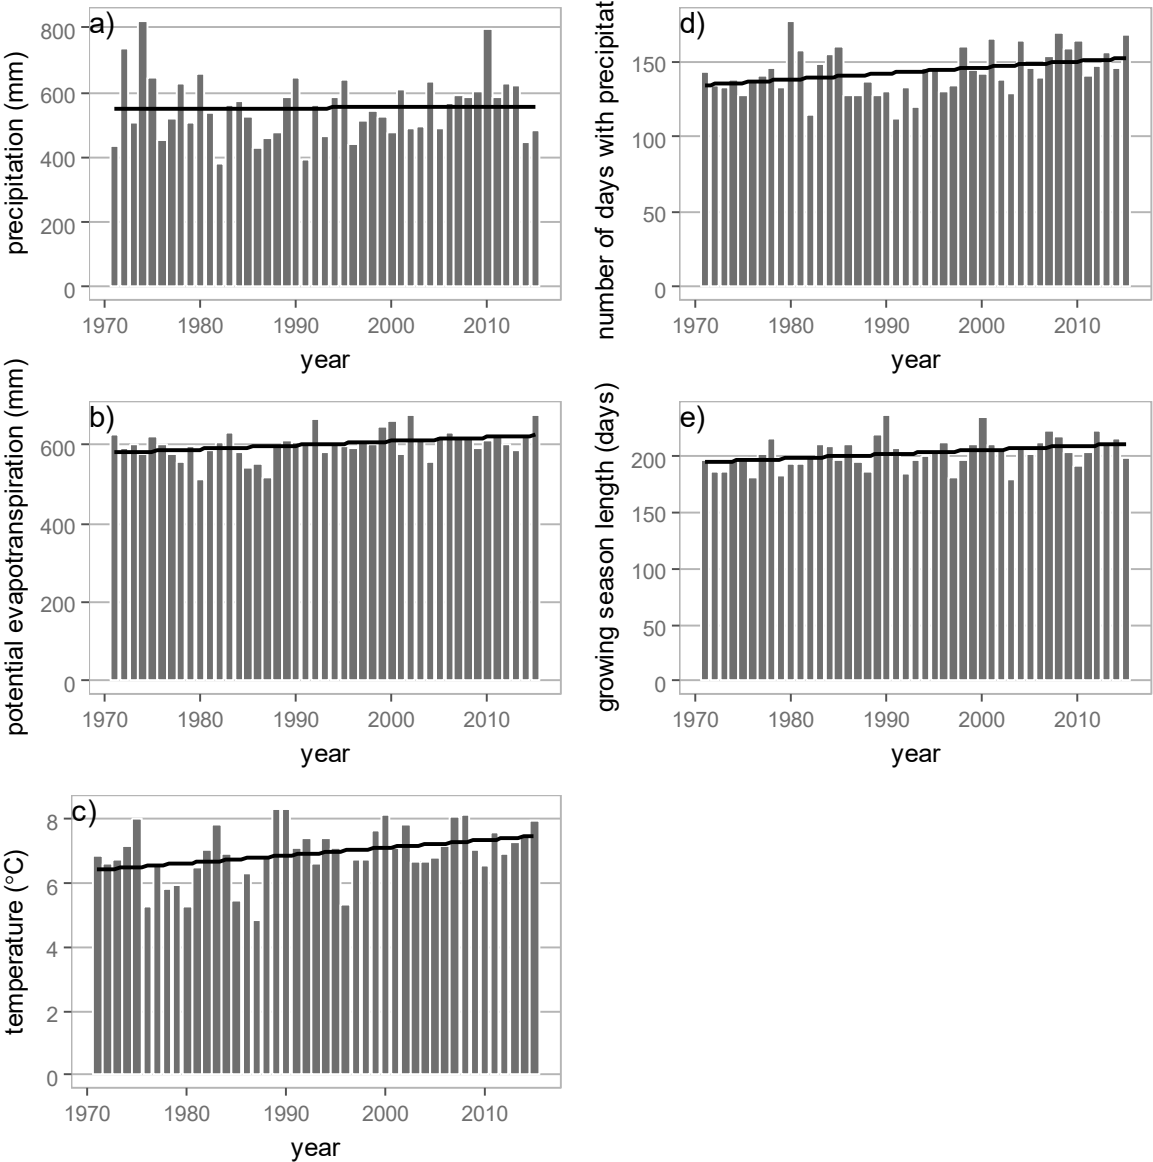 a)
precipitation (mm)
800
600
400
200
0
1970 1980 1990 2000 2010
year
d)
number of days with precipitat
150
100
50
0
1970 1980 1990 2000 2010
year
b)
potential evapotranspiration (mm)
600
400
200
0
1970 1980 1990 2000 2010
year
e)
growing season length (days)
200
150
100
50
0
1970 1980 1990 2000 2010
year
c)
temperature (°C)
8
6
4
2
0
1970 1980 1990 2000 2010
year